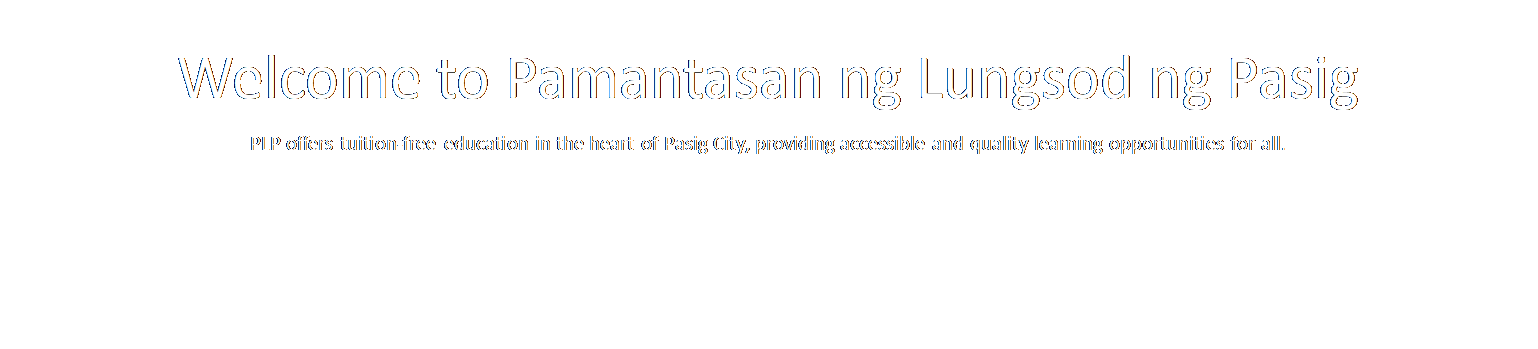 Welcome to Pamantasan ng Lungsod ng Pasig
PLP offers tuition-free education in the heart of Pasig City, providing accessible and quality learning opportunities for all.